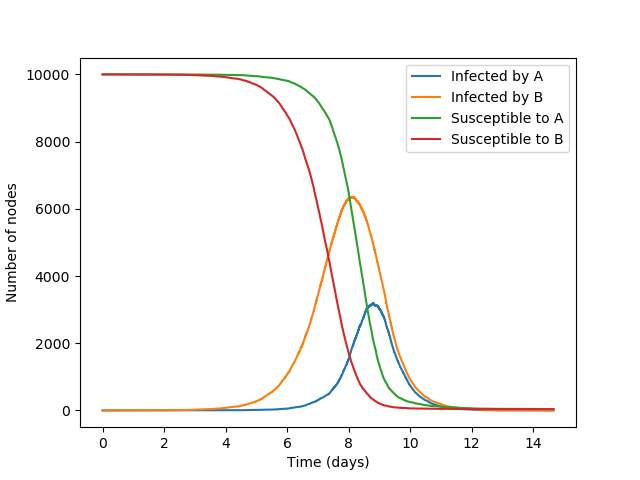 Infected by A
Infected by B
Susceptible to A
Susceptible to B
Number of nodes
10000
8000
6000
4000
2000
0
0 2 4 6 8 10 12 14
Time (days)